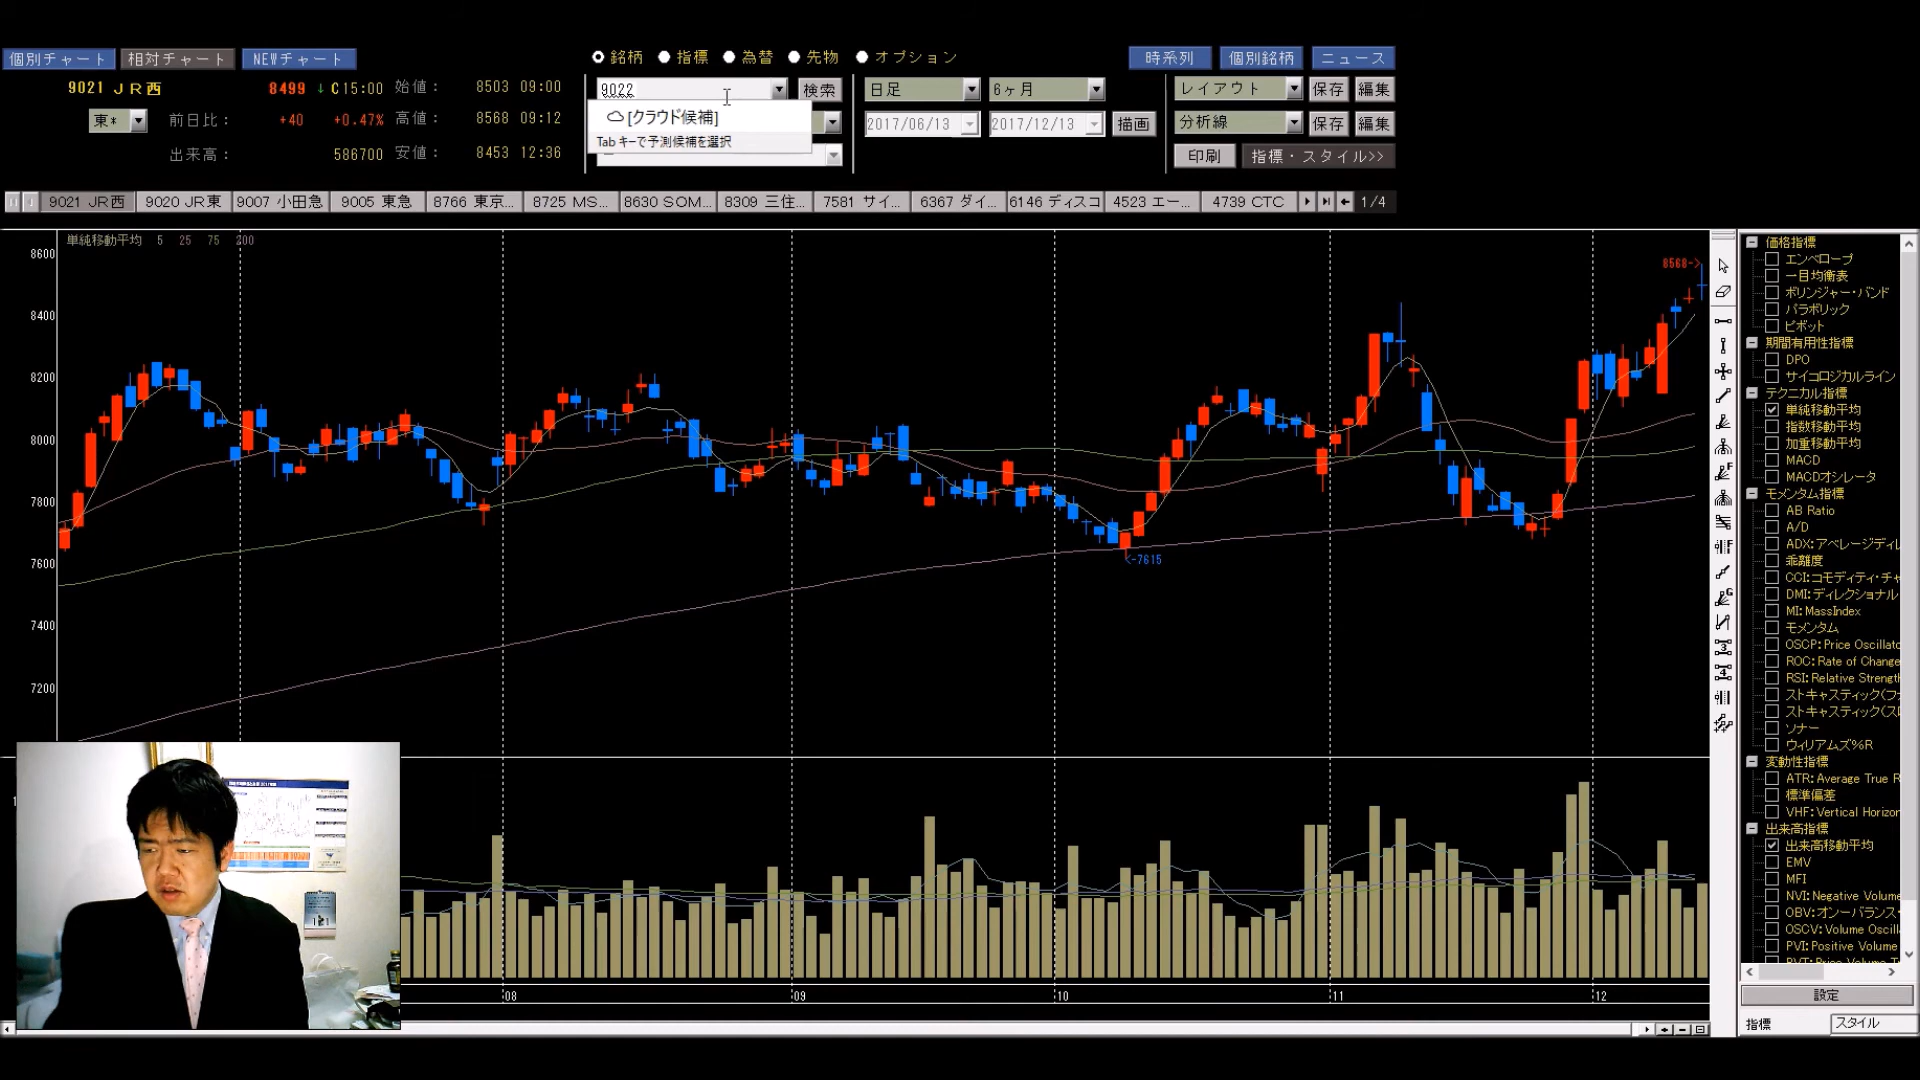 個別チャート 相対チャート NEWチャート
銘柄 指標 為替 先物 オプション
時系列 個別銘柄 ニュース
9021 JR西 8499 ↓ C15:00 始値: 8503 09:00
東* 前日比: +40 +0.47% 高値: 8568 09:12
出来高: 586700 安値: 8453 12:36
9022 検索
[クラウド候補]
Tab キーで予測候補を選択
日足 6ヶ月
2017/06/13 2017/12/13 描画
レイアウト 保存 編集
分析線 保存 編集
印刷 指標・スタイル>>
9021 JR西 9020 JR東 9007 小田急 9005 東急 8766 東京... 8725 MS... 8630 SOM... 8309 三住... 7581 サイ... 6367 ダイ... 6146 ディスコ 4523 エー... 4739 CTC 1/4
単純移動平均 5 25 75 200
8600
8400
8200
8000
7800
7600
7400
7200
8568->
<-7615
08 09 10 11 12
価格指標
エンベロープ
一目均衡表
ボリンジャー・バンド
パラボリック
ピボット
期間有用性指標
DPO
サイコロジカルライン
テクニカル指標
単純移動平均
指数移動平均
加重移動平均
MACD
MACDオシレータ
モメンタム指標
AB Ratio
A/D
ADX:アベレージディレ
乖離度
CCI:コモディティ・チャ
DMI:ディレクショナル
MI:MassIndex
モメンタム
OSCP:Price Oscillato
ROC:Rate of Change
RSI:Relative Strengt
ストキャスティック(フ
ストキャスティック(ス
ソナー
ウィリアムズ%R
変動性指標
ATR:Average True R
標準偏差
VHF:Vertical Horizon
出来高指標
出来高移動平均
EMV
MFI
NVI:Negative Volume
OBV:オンーバランス・
OSCV:Volume Oscill
PVI:Positive Volume
設定
指標 スタイル